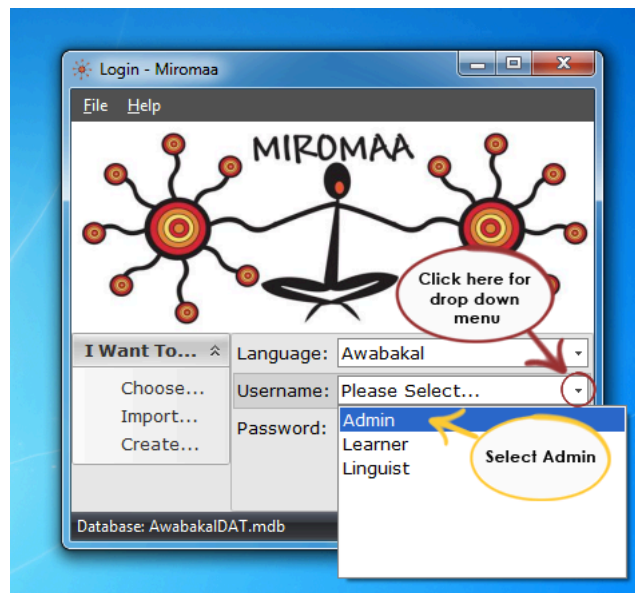 Login - Miromaa
File Help
MIROMAA
Click here for
drop down
menu
I Want To...
Choose...
Import...
Create...
Language: Awabakal
Username: Please Select...
Password:
Admin
Learner
Linguist
Select Admin
Database: AwabakalDAT.mdb